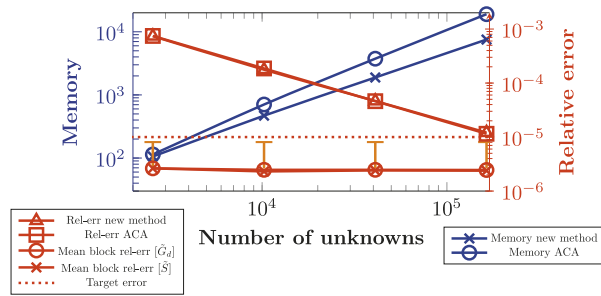 10^4
10^3
10^2
Memory
10^-3
10^-4
10^-5
10^-6
Relative error
10^4
10^5
Number of unknowns
Rel-err new method
Rel-err ACA
Mean block rel-err [G̃_d]
Mean block rel-err [S̃]
Target error
Memory new method
Memory ACA